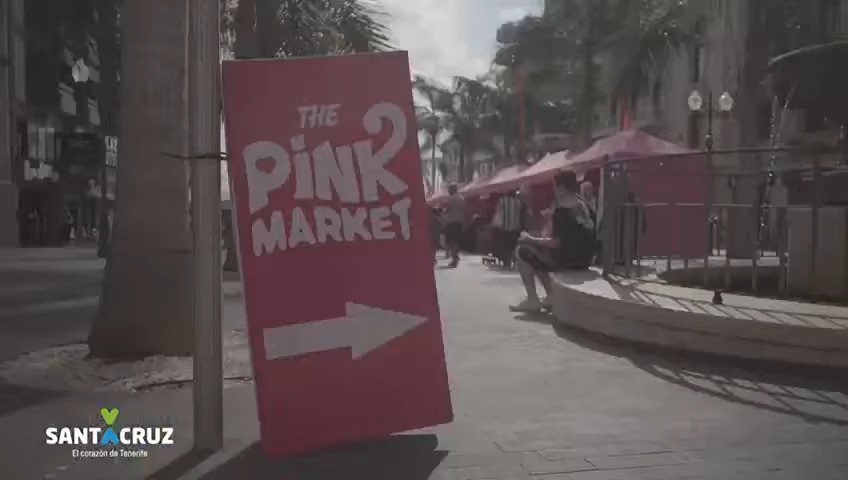 THE
PiNK
MARKET
SANTACRUZ
El corazón de Tenerife